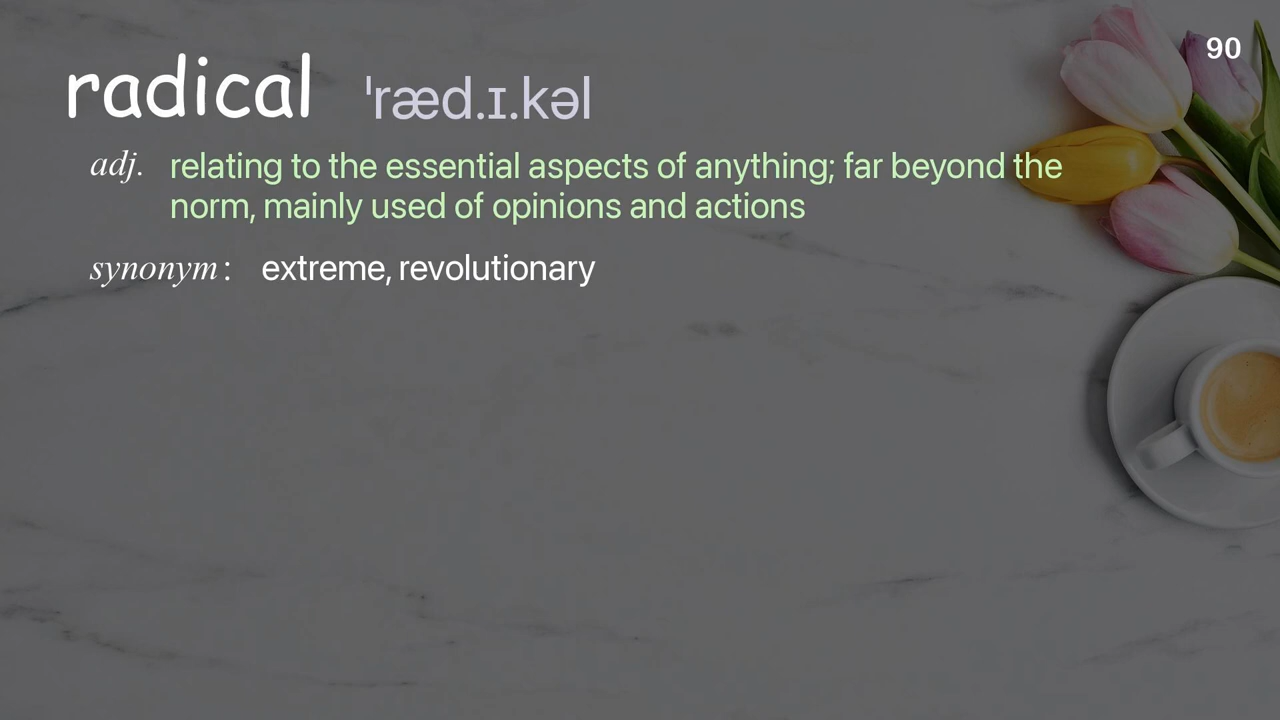 90
radical ˈræd.ɪ.kəl
adj. relating to the essential aspects of anything; far beyond the
norm, mainly used of opinions and actions
synonym : extreme, revolutionary